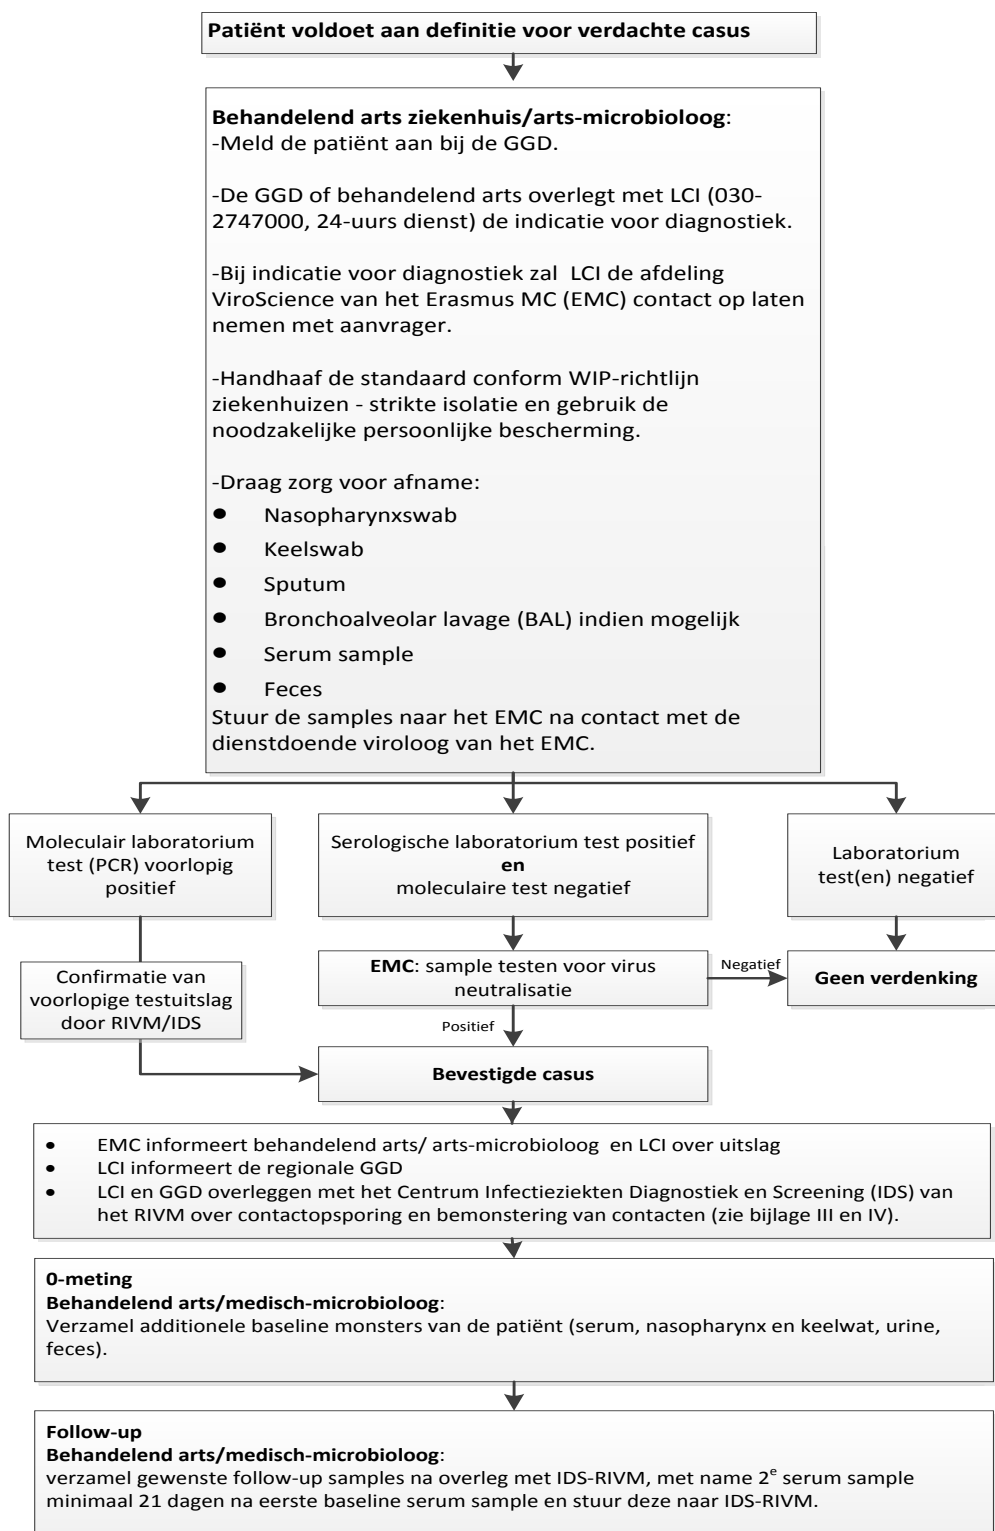 Patiënt voldoet aan definitie voor verdachte casus
Behandelend arts ziekenhuis/arts-microbioloog:
-Meld de patiënt aan bij de GGD.
-De GGD of behandelend arts overlegt met LCI (030-
2747000, 24-uurs dienst) de indicatie voor diagnostiek.
-Bij indicatie voor diagnostiek zal LCI de afdeling
ViroScience van het Erasmus MC (EMC) contact op laten
nemen met aanvrager.
-Handhaaf de standaard conform WIP-richtlijn
ziekenhuizen - strikte isolatie en gebruik de
noodzakelijke persoonlijke bescherming.
-Draag zorg voor afname:
● Nasopharynxswab
● Keelswab
● Sputum
● Bronchoalveolar lavage (BAL) indien mogelijk
● Serum sample
● Feces
Stuur de samples naar het EMC na contact met de
dienstdoende viroloog van het EMC.
Moleculair laboratorium
test (PCR) voorlopig
positief
Serologische laboratorium test positief
en
moleculaire test negatief
Laboratorium
test(en) negatief
Confirmatie van
voorlopige testuitslag
door RIVM/IDS
EMC: sample testen voor virus
neutralisatie
Negatief
Geen verdenking
Positief
Bevestigde casus
● EMC informeert behandelend arts/ arts-microbioloog en LCI over uitslag
● LCI informeert de regionale GGD
● LCI en GGD overleggen met het Centrum Infectieziekten Diagnostiek en Screening (IDS) van
het RIVM over contactopsporing en bemonstering van contacten (zie bijlage III en IV).
0-meting
Behandelend arts/medisch-microbioloog:
Verzamel additionele baseline monsters van de patiënt (serum, nasopharynx en keelwat, urine,
feces).
Follow-up
Behandelend arts/medisch-microbioloog:
verzamel gewenste follow-up samples na overleg met IDS-RIVM, met name 2e serum sample
minimaal 21 dagen na eerste baseline serum sample en stuur deze naar IDS-RIVM.